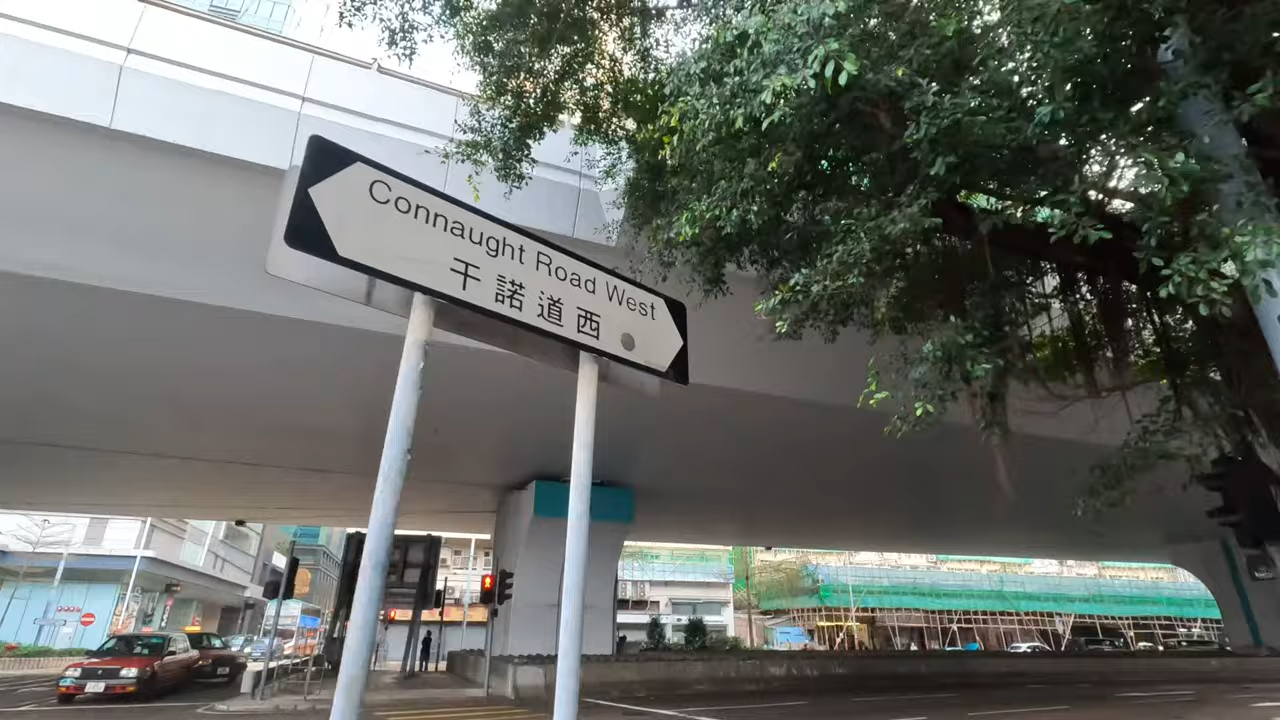 Connaught Road West
干諾道西